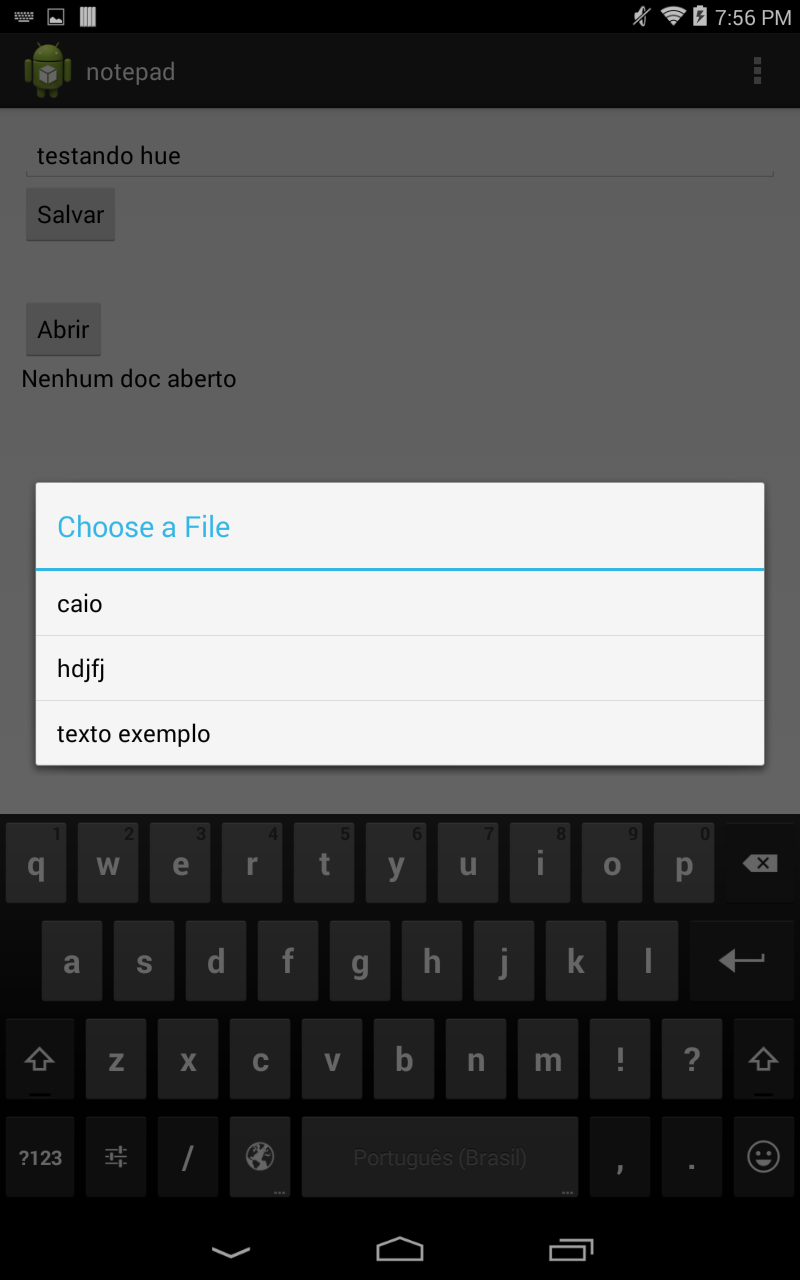 7:56 PM
notepad
testando hue
Salvar
Abrir
Nenhum doc aberto
Choose a File
caio
hdjfj
texto exemplo
1 2 3 4 5 6 7 8 9 0
q w e r t y u i o p
a s d f g h j k l
z x c v b n m ! ?
?123 / Português (Brasil) , .